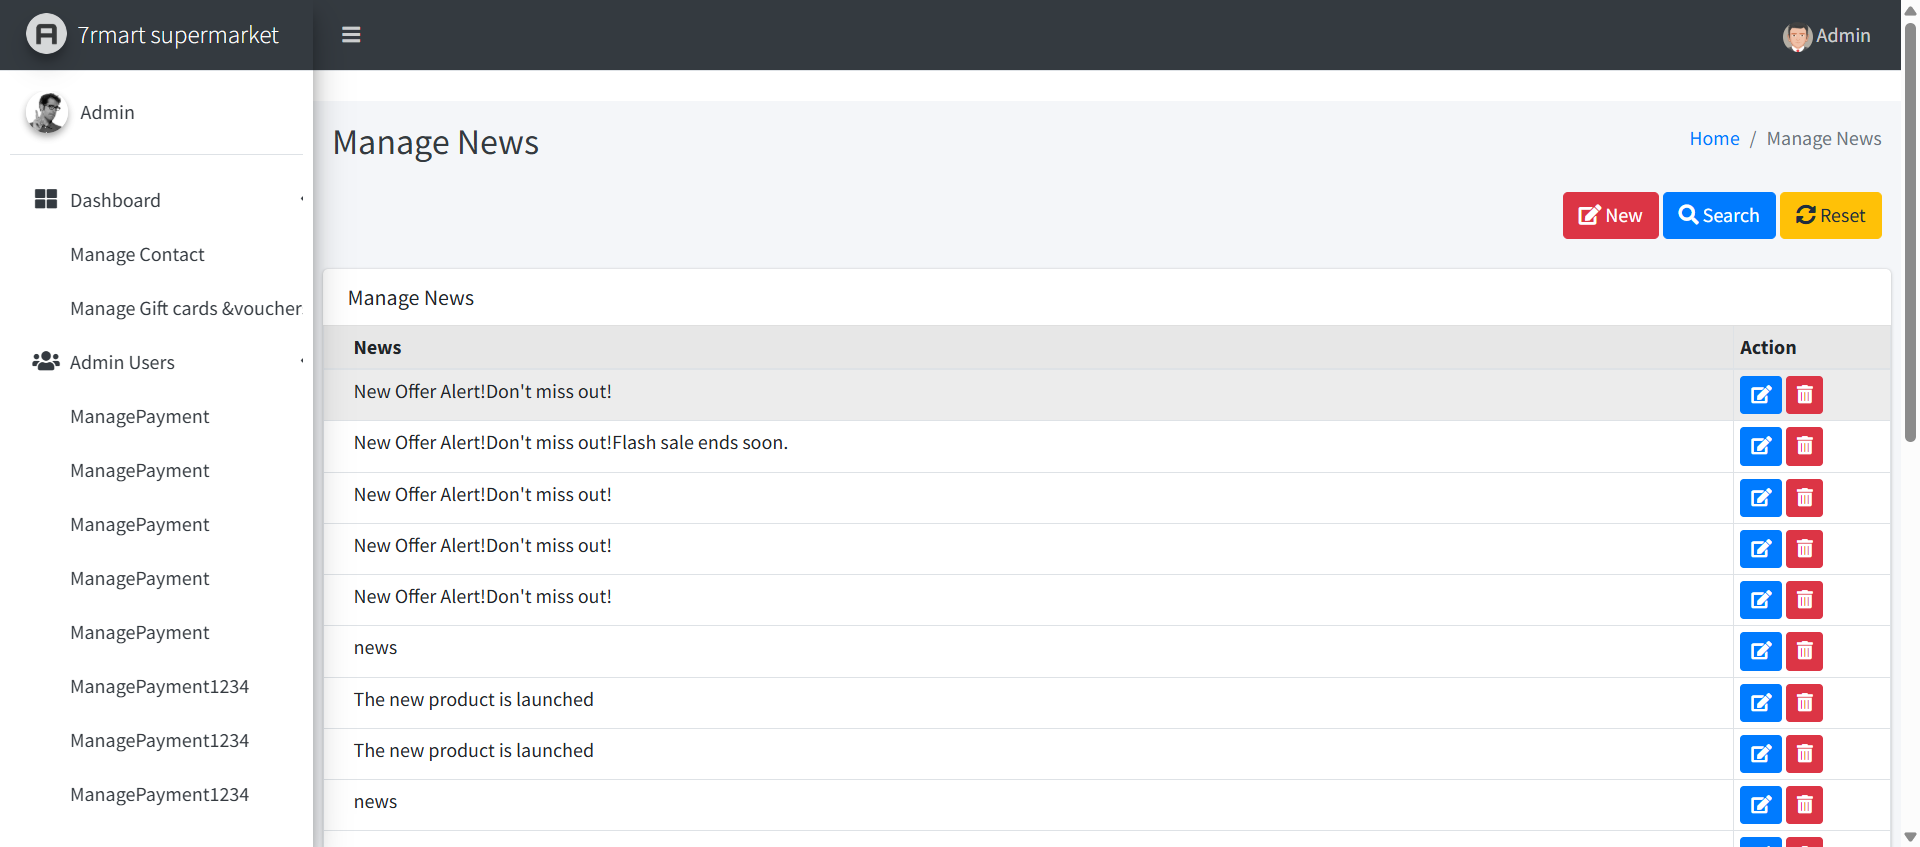 7rmart supermarket
Admin
Admin
Manage News
Home / Manage News
Dashboard
Manage Contact
Manage Gift cards &voucher
Admin Users
ManagePayment
ManagePayment
ManagePayment
ManagePayment
ManagePayment
ManagePayment1234
ManagePayment1234
ManagePayment1234
New
Search
Reset
Manage News
News Action
New Offer Alert!Don't miss out!
New Offer Alert!Don't miss out!Flash sale ends soon.
New Offer Alert!Don't miss out!
New Offer Alert!Don't miss out!
New Offer Alert!Don't miss out!
news
The new product is launched
The new product is launched
news